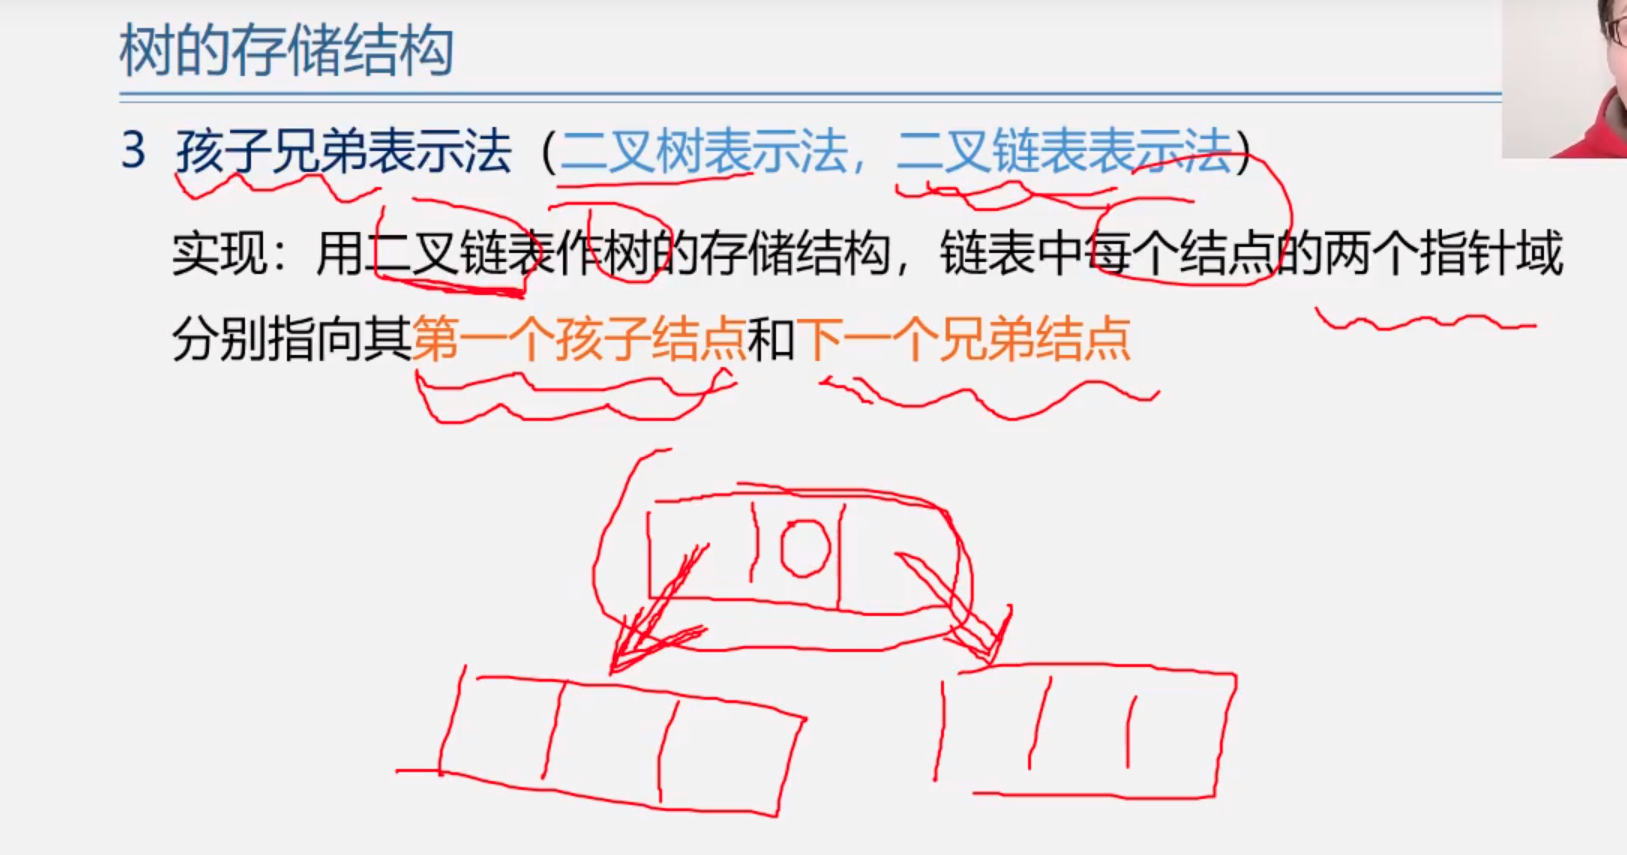 树的存储结构
3 孩子兄弟表示法（二叉树表示法，二叉链表表示法）
实现：用二叉链表作树的的存储结构，链表中每个结点的两个指针域
分别指向其第一个孩子结点和下一个兄弟结点